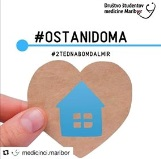 Društvo študentov
medicine Maribor
#OSTANIDOMA
#2TEDNABOMDALMIR
medicinci.maribor